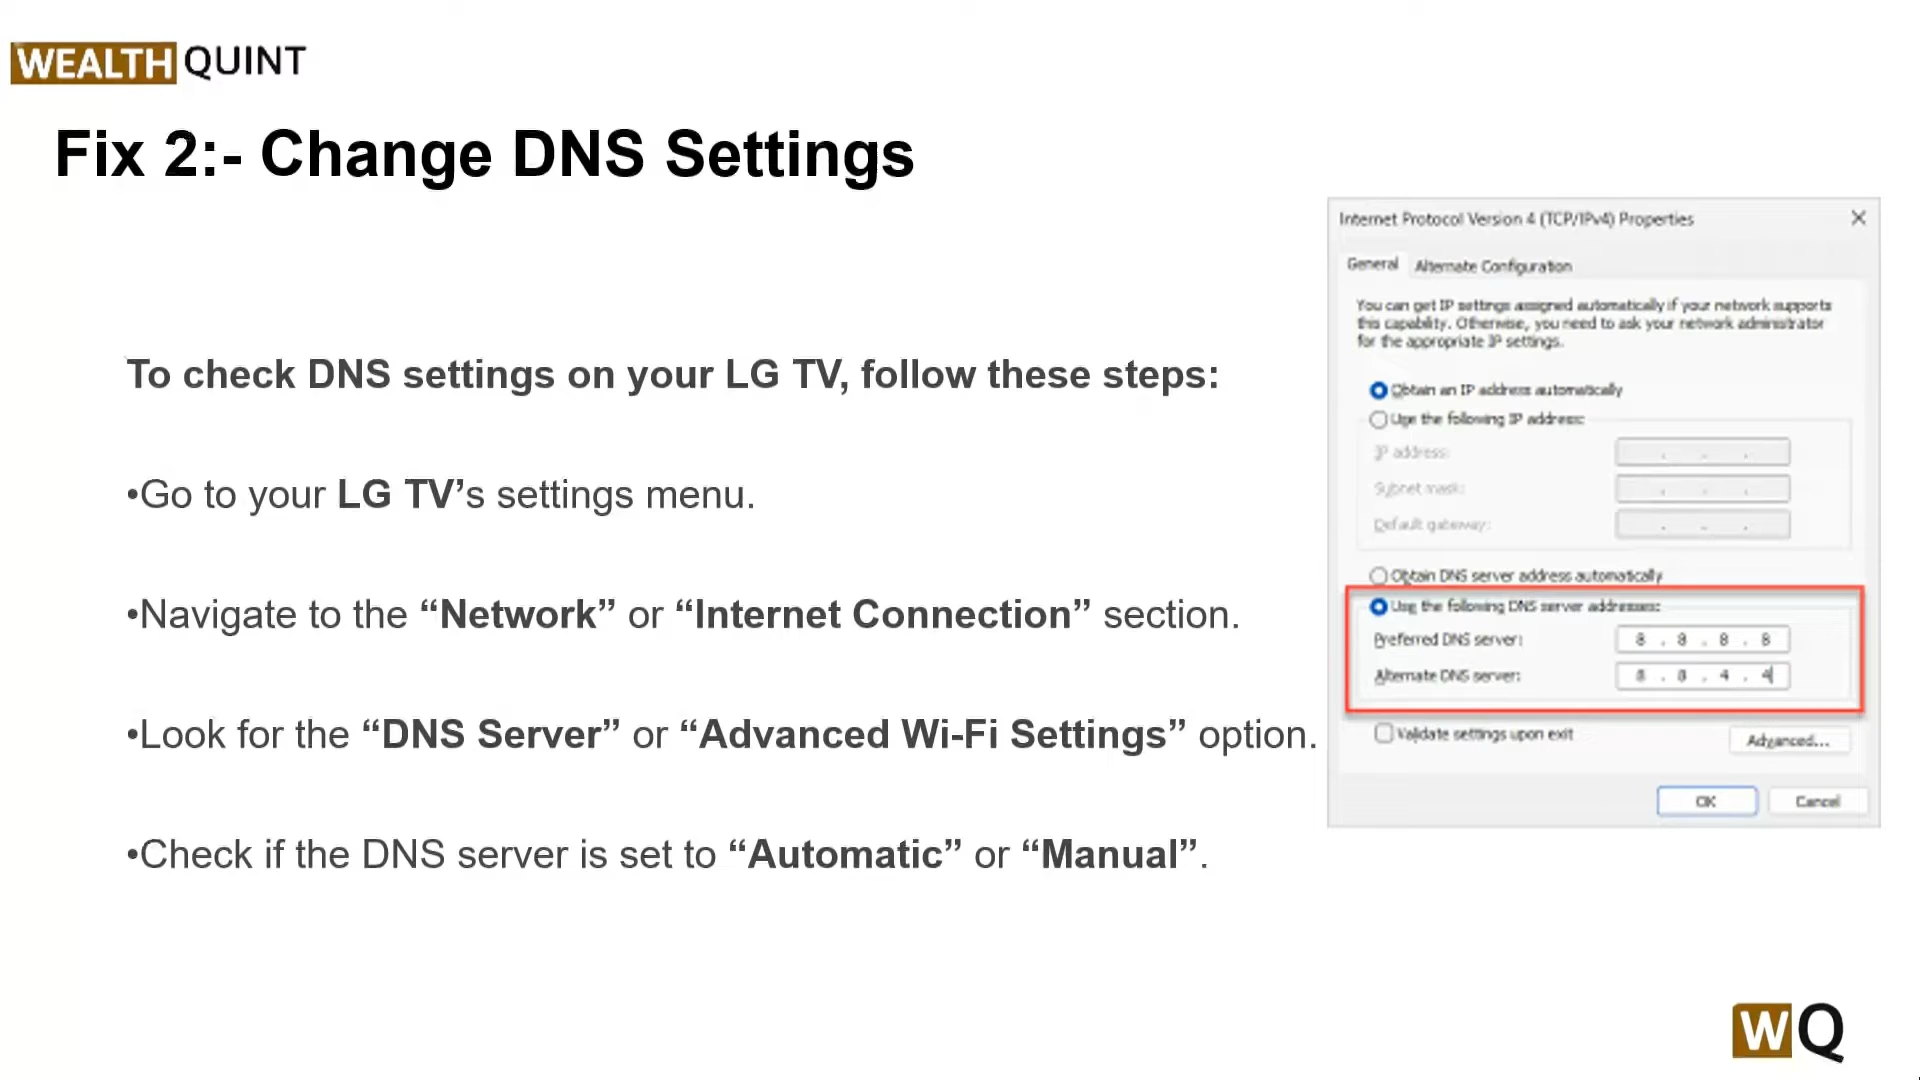 WEALTH QUINT
Fix 2:- Change DNS Settings
To check DNS settings on your LG TV, follow these steps:
•Go to your LG TV’s settings menu.
•Navigate to the “Network” or “Internet Connection” section.
•Look for the “DNS Server” or “Advanced Wi-Fi Settings” option.
•Check if the DNS server is set to “Automatic” or “Manual”.
Internet Protocol Version 4 (TCP/IPv4) Properties
General Alternate Configuration
You can get IP settings assigned automatically if your network supports
this capability. Otherwise, you need to ask your network administrator
for the appropriate IP settings.
Obtain an IP address automatically
Use the following IP address:
IP address:
Subnet mask:
Default gateway:
Obtain DNS server address automatically
Use the following DNS server addresses:
Preferred DNS server: 8 . 8 . 8 . 8
Alternate DNS server: 8 . 8 . 4 . 4
Validate settings upon exit
Advanced...
OK Cancel
WQ